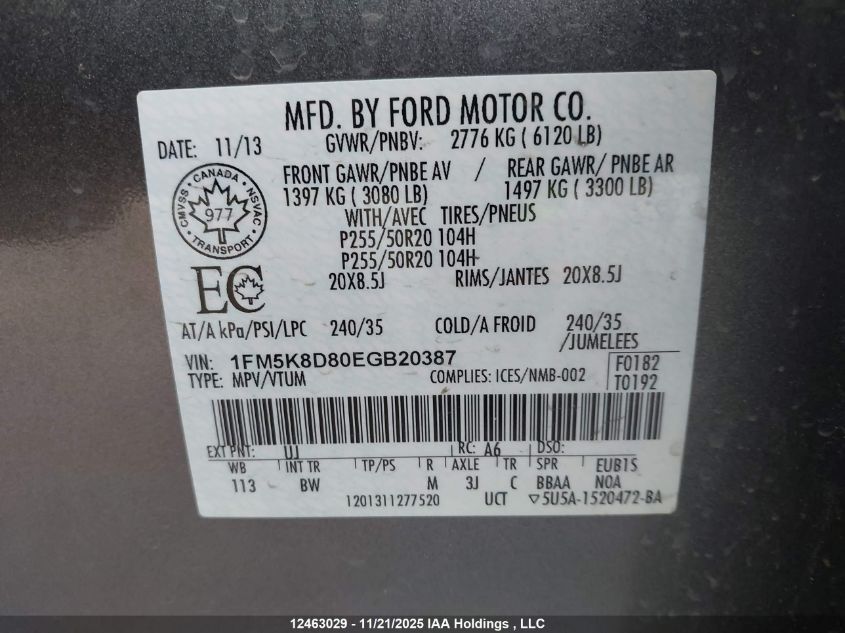 MFD. BY FORD MOTOR CO.
DATE: 11/13
GVWR/PNBV: 2776 KG ( 6120 LB)
FRONT GAWR/PNBE AV / REAR GAWR/ PNBE AR
1397 KG ( 3080 LB) 1497 KG ( 3300 LB)
WITH/AVEC TIRES/PNEUS
P255/50R20 104H
P255/50R20 104H
20X8.5J RIMS/JANTES 20X8.5J
CANADA
CMVSS NSVAC
977
TRANSPORT
EC
AT/A kPa/PSI/LPC 240/35 COLD/A FROID 240/35
/JUMELEES
VIN: 1FM5K8D80EGB20387
TYPE: MPV/VTUM COMPLIES: ICES/NMB-002
F0182
T0192
EXT PNT: UJ RC: A6 DSO:
WB INT TR TP/PS R AXLE TR SPR EUB1S
113 BW M 3J C BBAA NOA
1201311277520 UCT ▽5U5A-1520472-BA
12463029 - 11/21/2025 IAA Holdings , LLC